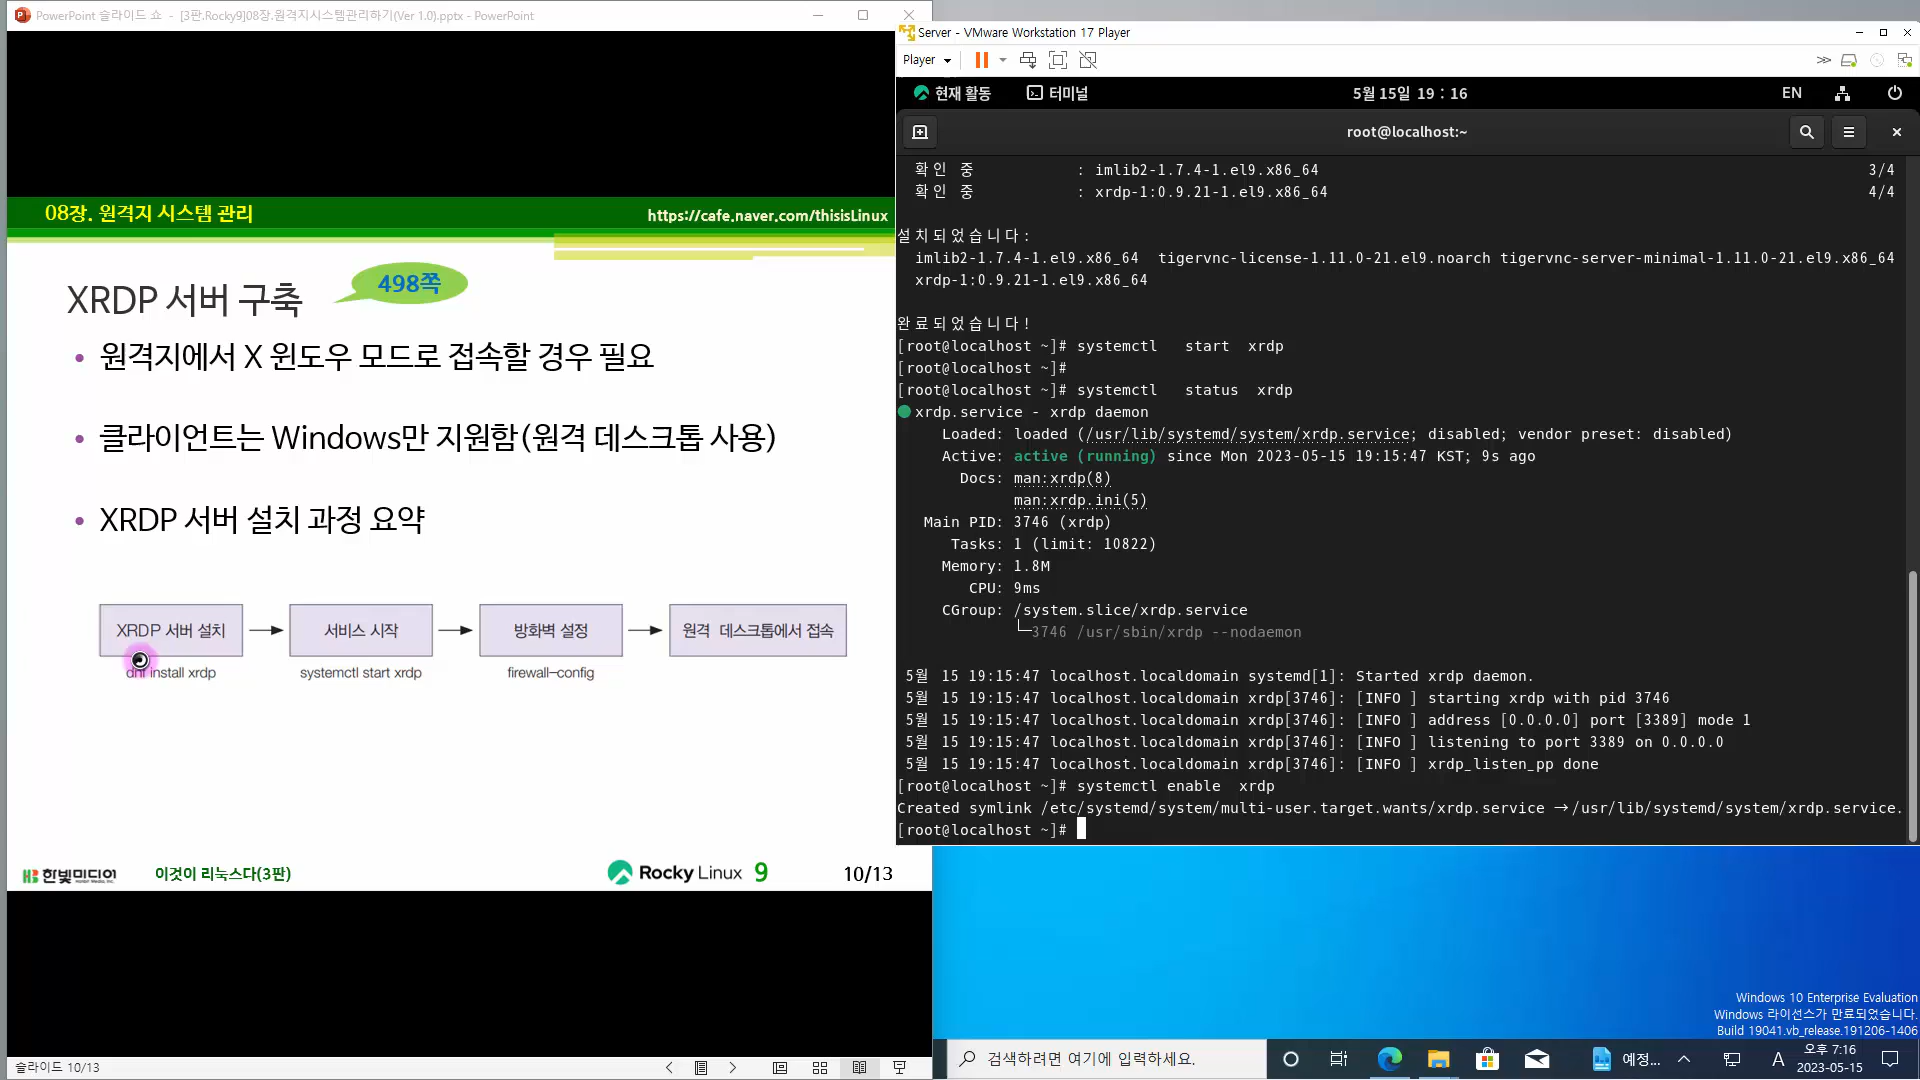 PowerPoint 슬라이드 쇼 - [3판.Rocky9]08장.원격지시스템관리하기(Ver 1.0).pptx - PowerPoint
08장. 원격지 시스템 관리
https://cafe.naver.com/thisisLinux
XRDP 서버 구축
498쪽
• 원격지에서 X 윈도우 모드로 접속할 경우 필요
• 클라이언트는 Windows만 지원함(원격 데스크톱 사용)
• XRDP 서버 설치 과정 요약
XRDP 서버 설치
서비스 시작
방화벽 설정
원격 데스크톱에서 접속
dnf install xrdp
systemctl start xrdp
firewall-config
한빛미디어
이것이 리눅스다(3판)
Rocky Linux 9
10/13
슬라이드 10/13
Server - VMware Workstation 17 Player
Player
현재 활동
터미널
5월 15일 19 : 16
EN
root@localhost:~
확인 중 : imlib2-1.7.4-1.el9.x86_64 3/4
확인 중 : xrdp-1:0.9.21-1.el9.x86_64 4/4
설치되었습니다:
imlib2-1.7.4-1.el9.x86_64 tigervnc-license-1.11.0-21.el9.noarch tigervnc-server-minimal-1.11.0-21.el9.x86_64
xrdp-1:0.9.21-1.el9.x86_64
완료되었습니다!
[root@localhost ~]# systemctl start xrdp
[root@localhost ~]#
[root@localhost ~]# systemctl status xrdp
● xrdp.service - xrdp daemon
Loaded: loaded (/usr/lib/systemd/system/xrdp.service; disabled; vendor preset: disabled)
Active: active (running) since Mon 2023-05-15 19:15:47 KST; 9s ago
Docs: man:xrdp(8)
man:xrdp.ini(5)
Main PID: 3746 (xrdp)
Tasks: 1 (limit: 10822)
Memory: 1.8M
CPU: 9ms
CGroup: /system.slice/xrdp.service
└─3746 /usr/sbin/xrdp --nodaemon
5월 15 19:15:47 localhost.localdomain systemd[1]: Started xrdp daemon.
5월 15 19:15:47 localhost.localdomain xrdp[3746]: [INFO ] starting xrdp with pid 3746
5월 15 19:15:47 localhost.localdomain xrdp[3746]: [INFO ] address [0.0.0.0] port [3389] mode 1
5월 15 19:15:47 localhost.localdomain xrdp[3746]: [INFO ] listening to port 3389 on 0.0.0.0
5월 15 19:15:47 localhost.localdomain xrdp[3746]: [INFO ] xrdp_listen_pp done
[root@localhost ~]# systemctl enable xrdp
Created symlink /etc/systemd/system/multi-user.target.wants/xrdp.service → /usr/lib/systemd/system/xrdp.service.
[root@localhost ~]#
Windows 10 Enterprise Evaluation
Windows 라이선스가 만료되었습니다.
Build 19041.vb_release.191206-1406
검색하려면 여기에 입력하세요.
예정...
A
오후 7:16
2023-05-15